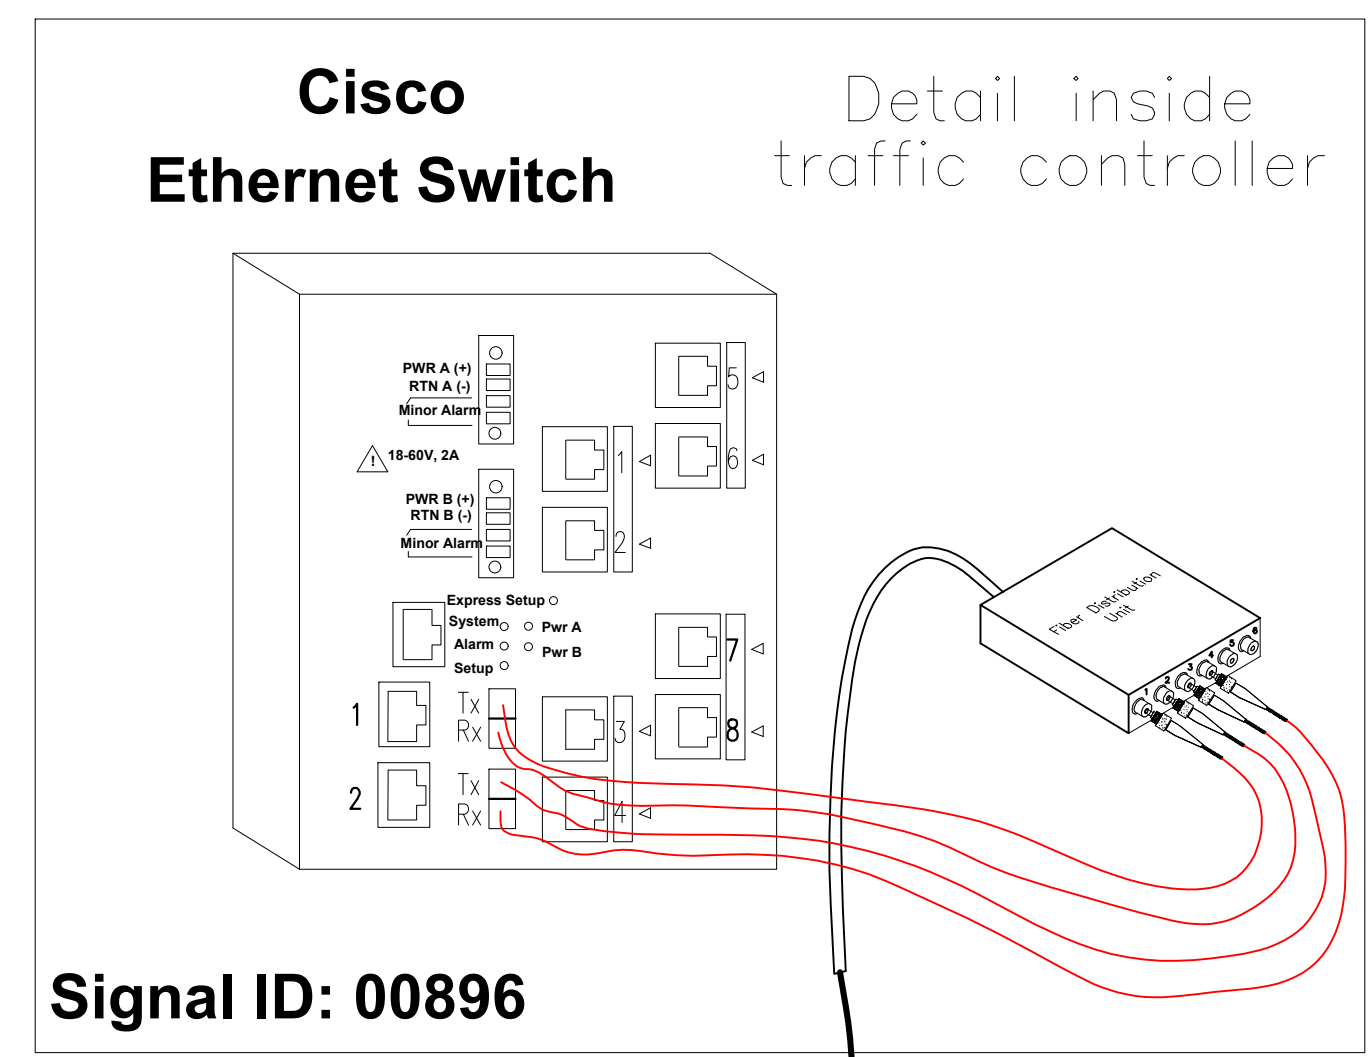 Cisco
Ethernet Switch
Detail inside
traffic controller
PWR A (+)
RTN A (-)
Minor Alarm
! 18-60V, 2A
PWR B (+)
RTN B (-)
Minor Alarm
5
6
1
2
Express Setup
System
Pwr A
Alarm
Pwr B
Setup
7
8
3
4
1
Tx
Rx
2
Tx
Rx
Fiber Distribution
Unit
1 2 3 4 5 6
Signal ID: 00896